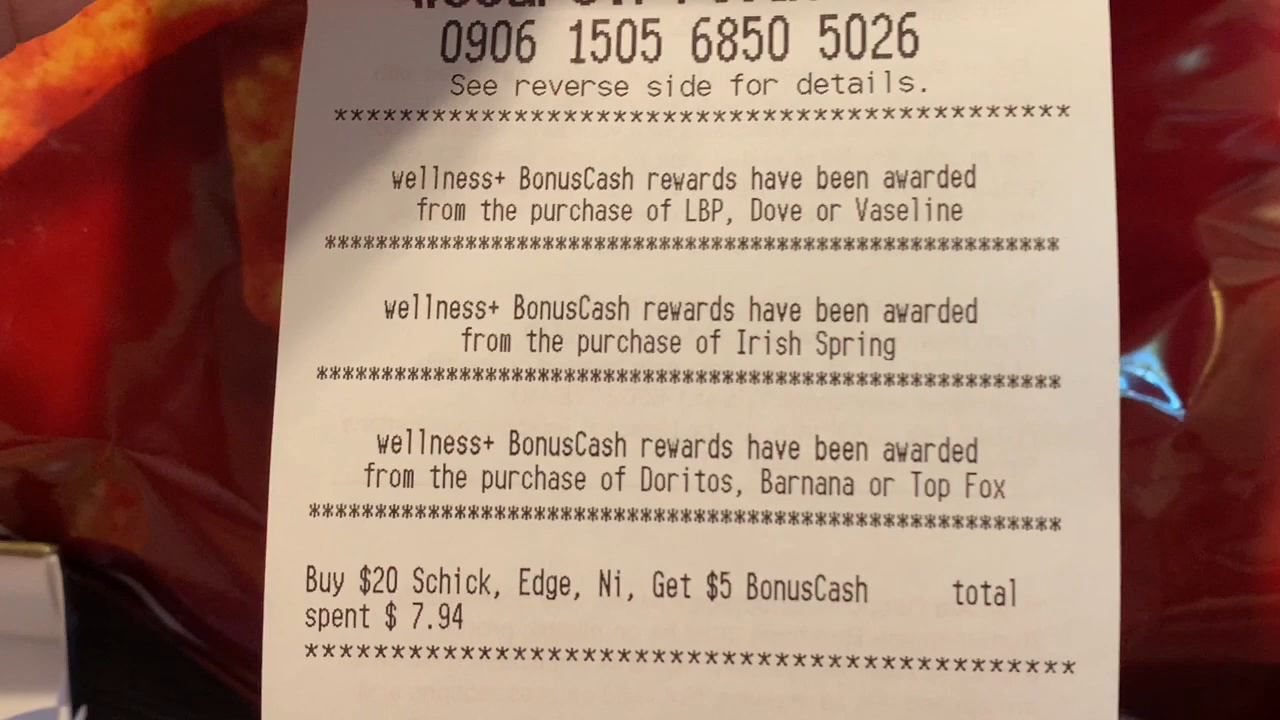 0906 1505 6850 5026
See reverse side for details.
*********************************************************
wellness+ BonusCash rewards have been awarded
from the purchase of LBP, Dove or Vaseline
*********************************************************
wellness+ BonusCash rewards have been awarded
from the purchase of Irish Spring
*********************************************************
wellness+ BonusCash rewards have been awarded
from the purchase of Doritos, Barnana or Top Fox
*********************************************************
Buy $20 Schick, Edge, Ni, Get $5 BonusCash total
spent $ 7.94
*********************************************************